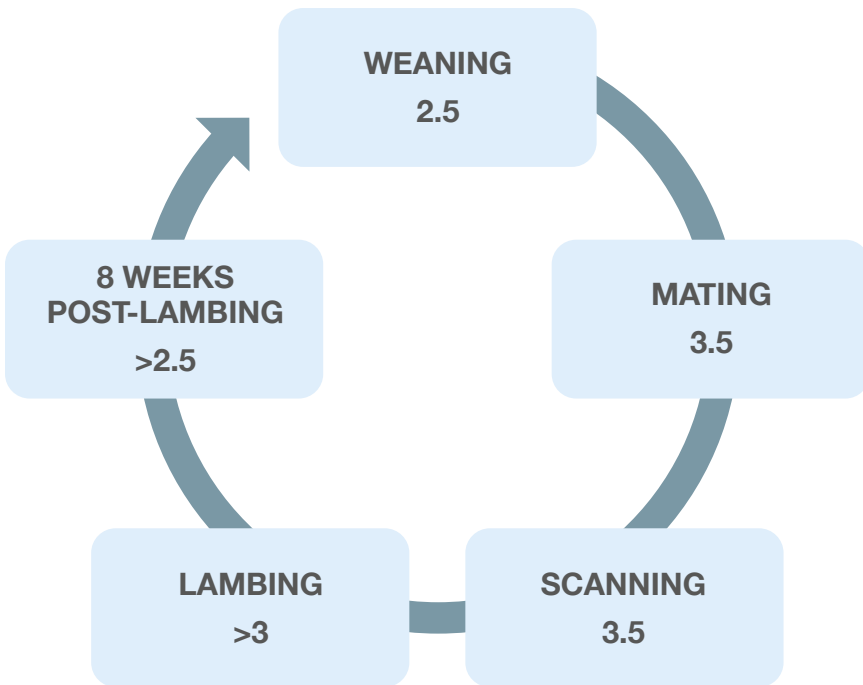 WEANING
2.5
MATING
3.5
SCANNING
3.5
LAMBING
>3
8 WEEKS
POST-LAMBING
>2.5